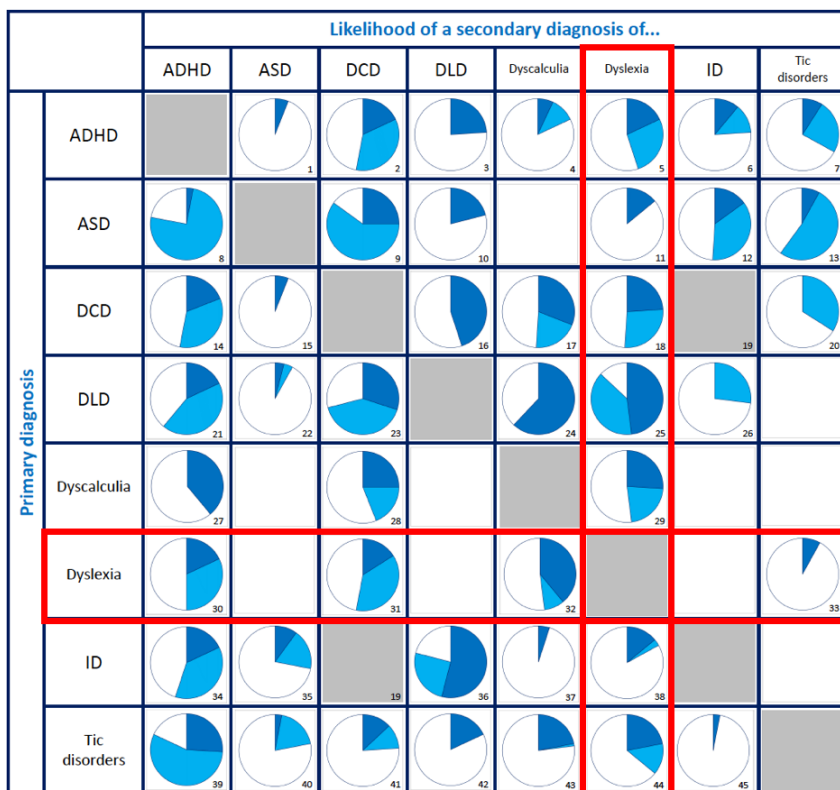 Likelihood of a secondary diagnosis of...
ADHD ASD DCD DLD Dyscalculia Dyslexia ID Tic disorders
Primary diagnosis
ADHD 1 2 3 4 5 6 7
ASD 8 9 10 11 12 13
DCD 14 15 16 17 18 19 20
DLD 21 22 23 24 25 26
Dyscalculia 27 28 29
Dyslexia 30 31 32 33
ID 34 35 19 36 37 38
Tic disorders 39 40 41 42 43 44 45